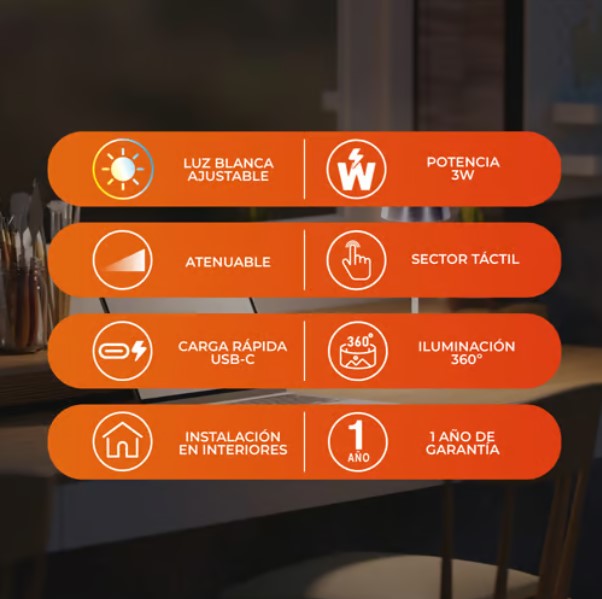 LUZ BLANCA
AJUSTABLE
W
POTENCIA
3W
ATENUABLE
SECTOR TÁCTIL
CARGA RÁPIDA
USB-C
360°
ILUMINACIÓN
360°
INSTALACIÓN
EN INTERIORES
1
AÑO
1 AÑO DE
GARANTÍA